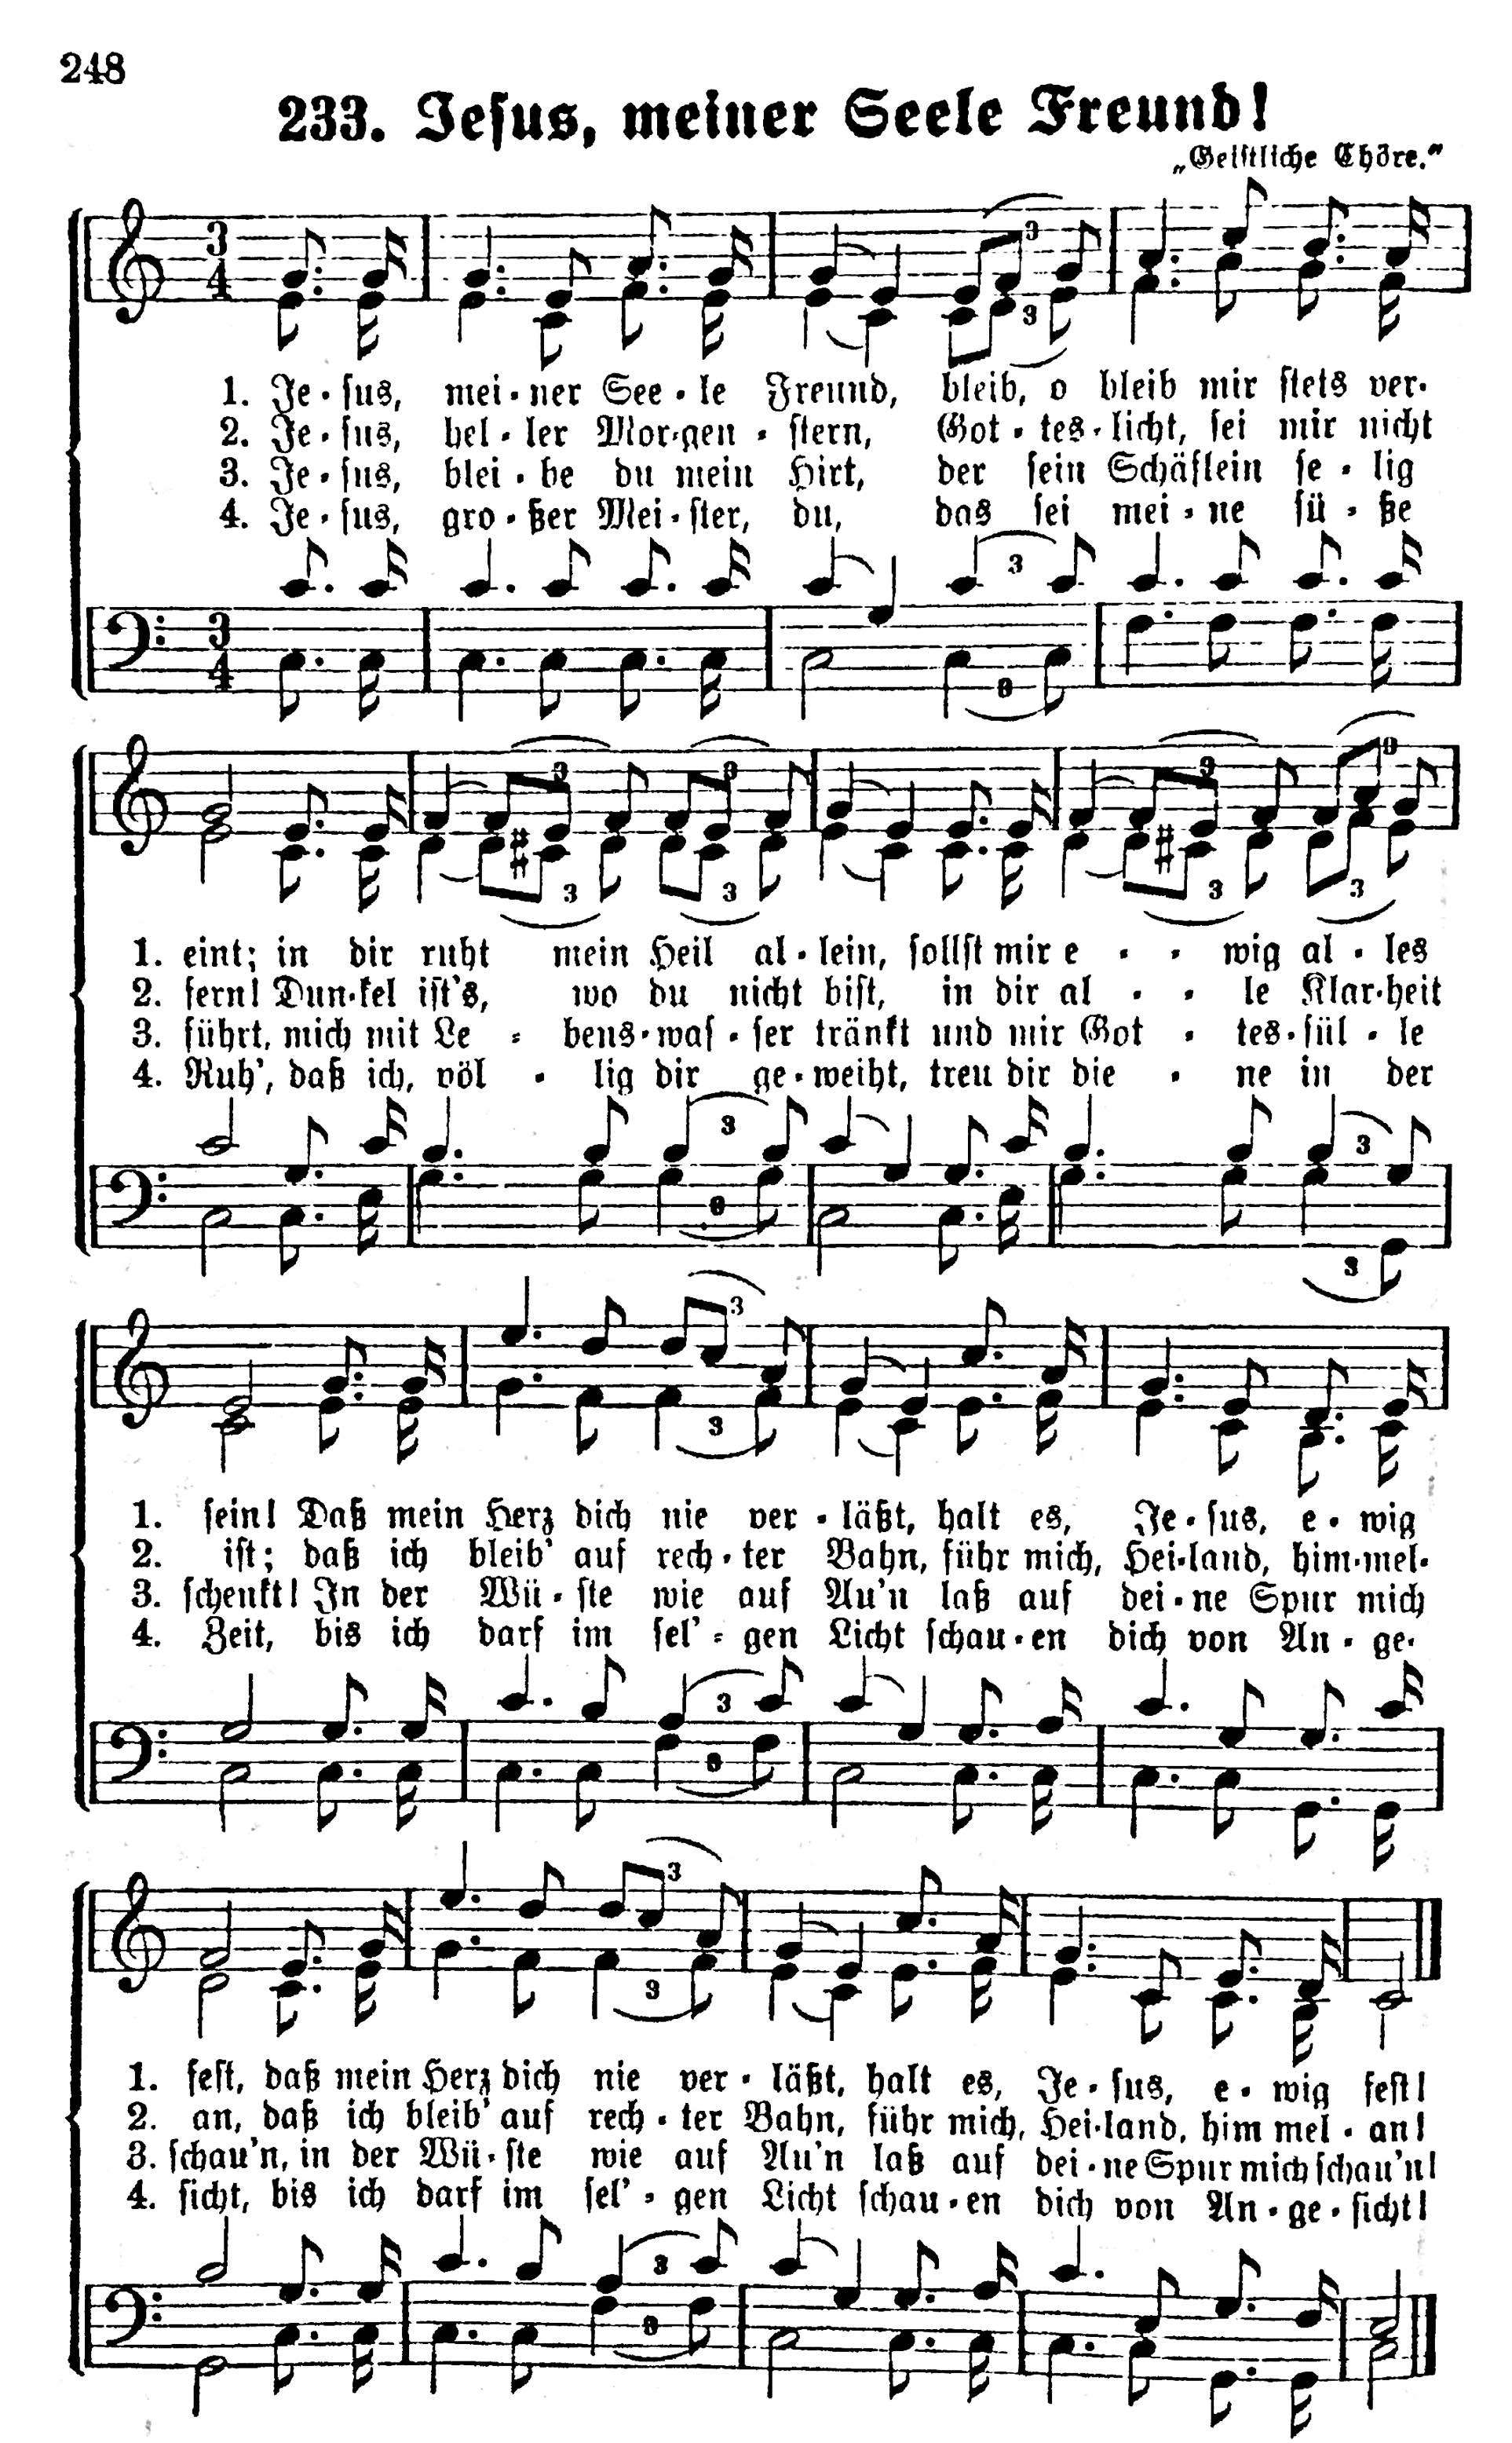 248
233. Jesus, meiner Seele Freund!
„Geistliche Chöre.“
1. Je - sus, mei - ner See - le Freund, bleib, o bleib mir stets ver-
2. Je - sus, hel - ler Mor-gen - stern, Got - tes - licht, sei mir nicht
3. Je - sus, blei - be du mein Hirt, der sein Schäflein se - lig
4. Je - sus, gro - ßer Mei - ster, du, das sei mei - ne sü - ße
1. eint; in dir ruht mein Heil al - lein, sollst mir e - - wig al - les
2. fern! Dun-kel ist's, wo du nicht bist, in dir al - - le Klar-heit
3. führt, mich mit Le - bens-was - ser tränkt und mir Got - tes-fül - le
4. Ruh', daß ich, völ - lig dir ge-weiht, treu dir die - ne in der
1. sein! Daß mein Herz dich nie ver - läßt, halt es, Je - sus, e - wig
2. ist; daß ich bleib' auf rech - ter Bahn, führ mich, Hei-land, him-mel-
3. schenkt! In der Wü - ste wie auf Au'n laß auf dei - ne Spur mich
4. Zeit, bis ich darf im sel' - gen Licht schau - en dich von An - ge-
1. fest, daß mein Herz dich nie ver - läßt, halt es, Je - sus, e - wig fest!
2. an, daß ich bleib' auf rech - ter Bahn, führ mich, Hei-land, him mel - an!
3. schau'n, in der Wü - ste wie auf Au'n laß auf dei - ne Spur mich schau'n!
4. sicht, bis ich darf im sel' - gen Licht schau - en dich von An - ge - sicht!